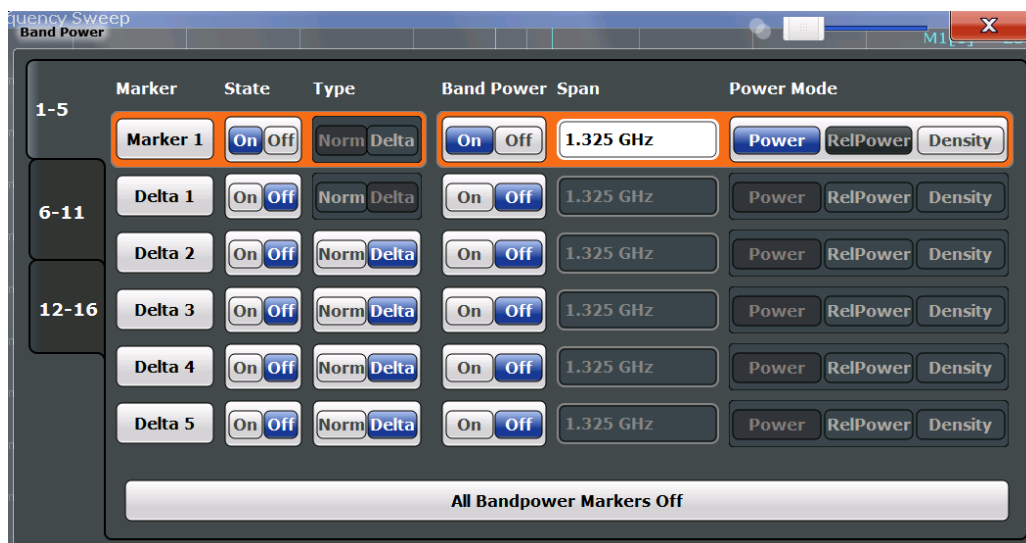 quency Sweep
Band Power
M1[1]
Marker State Type Band Power Span Power Mode
1-5
Marker 1 On Off Norm Delta On Off 1.325 GHz Power RelPower Density
Delta 1 On Off Norm Delta On Off 1.325 GHz Power RelPower Density
6-11
Delta 2 On Off Norm Delta On Off 1.325 GHz Power RelPower Density
12-16 Delta 3 On Off Norm Delta On Off 1.325 GHz Power RelPower Density
Delta 4 On Off Norm Delta On Off 1.325 GHz Power RelPower Density
Delta 5 On Off Norm Delta On Off 1.325 GHz Power RelPower Density
All Bandpower Markers Off